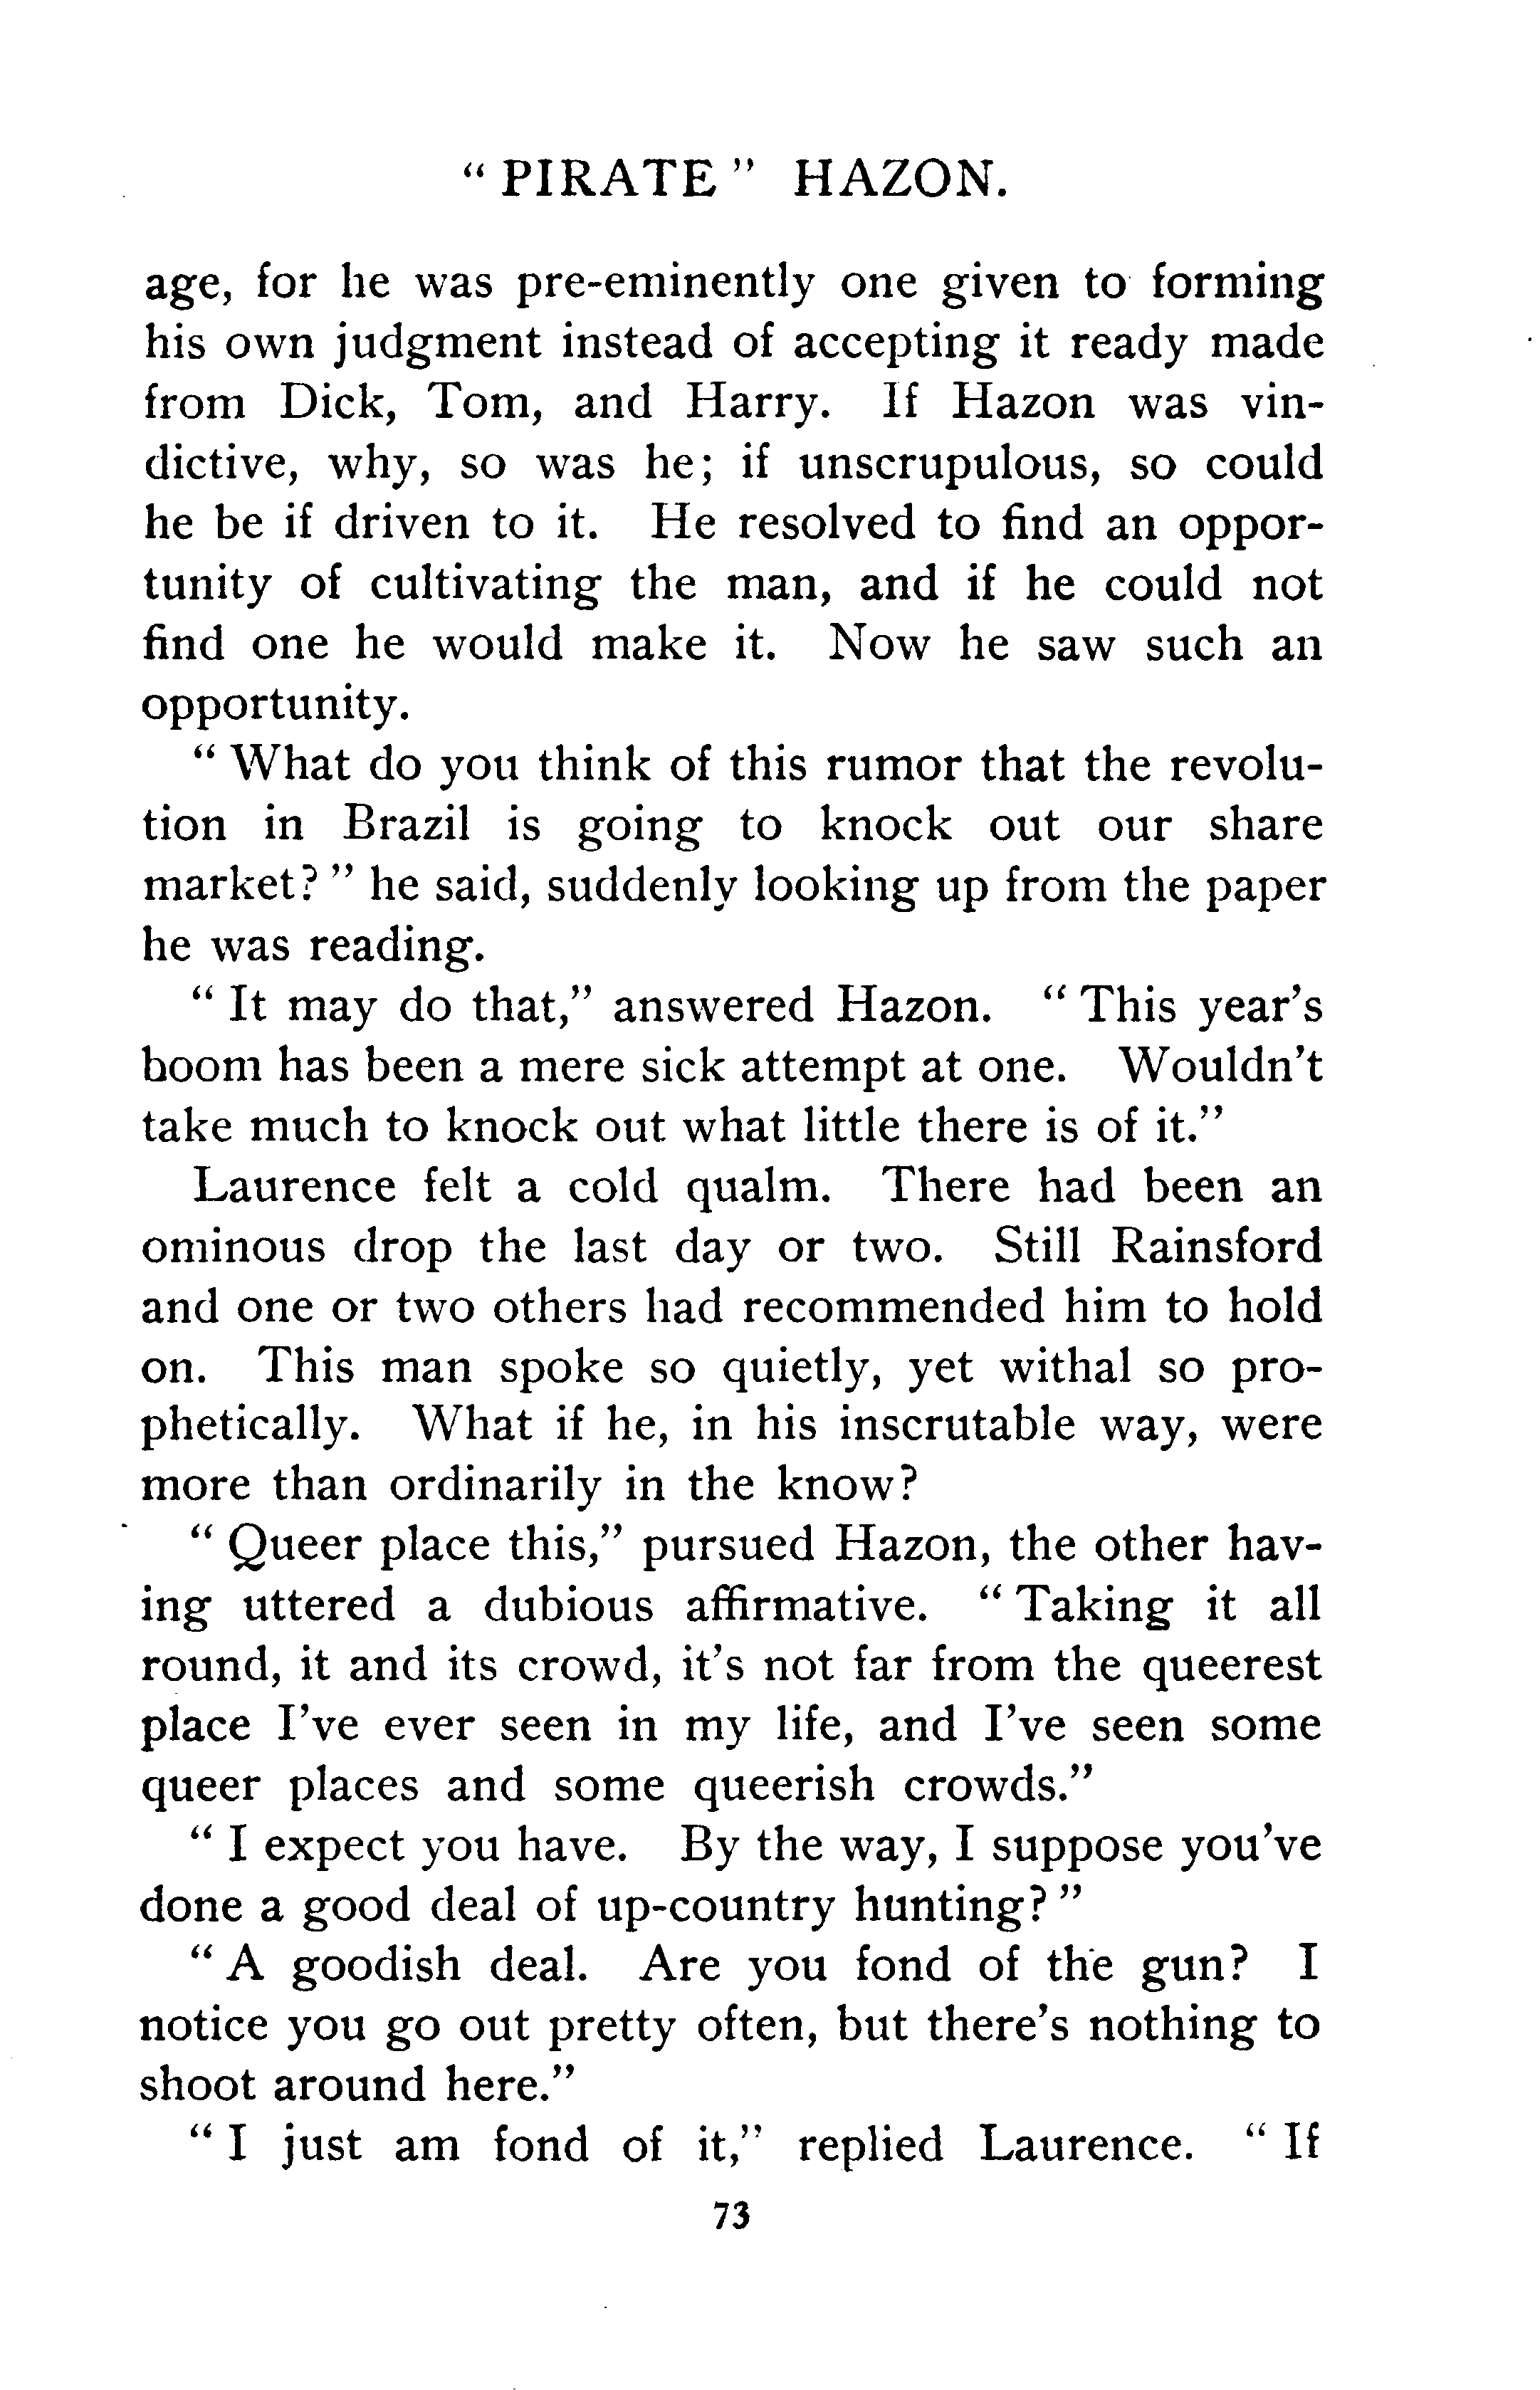 “ PIRATE ” HAZON.
age, for he was pre-eminently one given to forming
his own judgment instead of accepting it ready made
from Dick, Tom, and Harry. If Hazon was vin-
dictive, why, so was he; if unscrupulous, so could
he be if driven to it. He resolved to find an oppor-
tunity of cultivating the man, and if he could not
find one he would make it. Now he saw such an
opportunity.
“ What do you think of this rumor that the revolu-
tion in Brazil is going to knock out our share
market? ” he said, suddenly looking up from the paper
he was reading.
“ It may do that,” answered Hazon. “ This year’s
boom has been a mere sick attempt at one. Wouldn’t
take much to knock out what little there is of it.”
Laurence felt a cold qualm. There had been an
ominous drop the last day or two. Still Rainsford
and one or two others had recommended him to hold
on. This man spoke so quietly, yet withal so pro-
phetically. What if he, in his inscrutable way, were
more than ordinarily in the know?
“ Queer place this,” pursued Hazon, the other hav-
ing uttered a dubious affirmative. “ Taking it all
round, it and its crowd, it’s not far from the queerest
place I’ve ever seen in my life, and I’ve seen some
queer places and some queerish crowds.”
“ I expect you have. By the way, I suppose you’ve
done a good deal of up-country hunting? ”
“ A goodish deal. Are you fond of the gun? I
notice you go out pretty often, but there’s nothing to
shoot around here.”
“ I just am fond of it,” replied Laurence. “ If
73